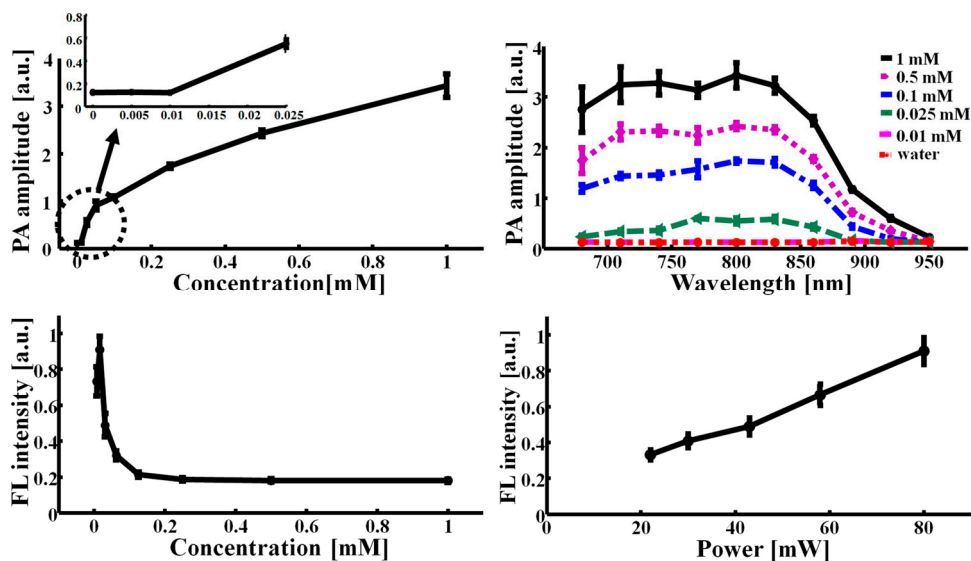 0.8
0.6
0.4
0.2
0
0 0.005 0.01 0.015 0.02 0.025
PA amplitude [a.u.]
4
3
2
1
0
0 0.2 0.4 0.6 0.8 1
Concentration[mM]
PA amplitude [a.u.]
4
3
2
1
0
700 750 800 850 900 950
Wavelength [nm]
1 mM
0.5 mM
0.1 mM
0.025 mM
0.01 mM
water
FL intensity [a.u.]
1
0.8
0.6
0.4
0.2
0
0 0.2 0.4 0.6 0.8 1
Concentration [mM]
FL intensity [a.u.]
1
0.8
0.6
0.4
0.2
0
20 40 60 80
Power [mW]